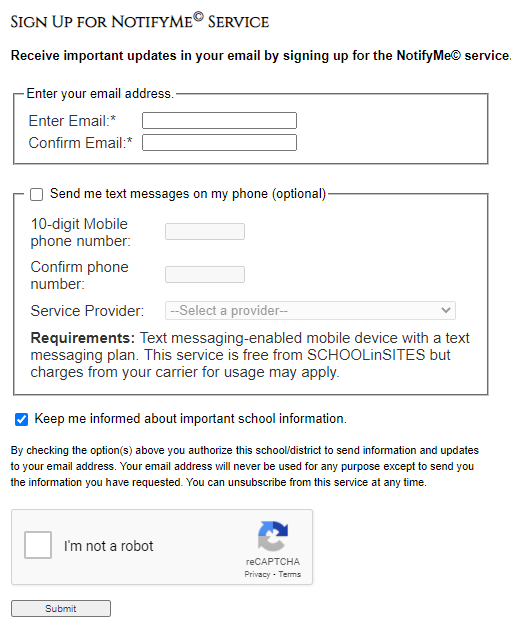 Sign Up for NotifyMe© Service
Receive important updates in your email by signing up for the NotifyMe© service.
Enter your email address.
Enter Email:*
Confirm Email:*
Send me text messages on my phone (optional)
10-digit Mobile
phone number:
Confirm phone
number:
Service Provider: --Select a provider--
Requirements: Text messaging-enabled mobile device with a text
messaging plan. This service is free from SCHOOLinSITES but
charges from your carrier for usage may apply.
Keep me informed about important school information.
By checking the option(s) above you authorize this school/district to send information and updates
to your email address. Your email address will never be used for any purpose except to send you
the information you have requested. You can unsubscribe from this service at any time.
I'm not a robot
reCAPTCHA
Privacy - Terms
Submit